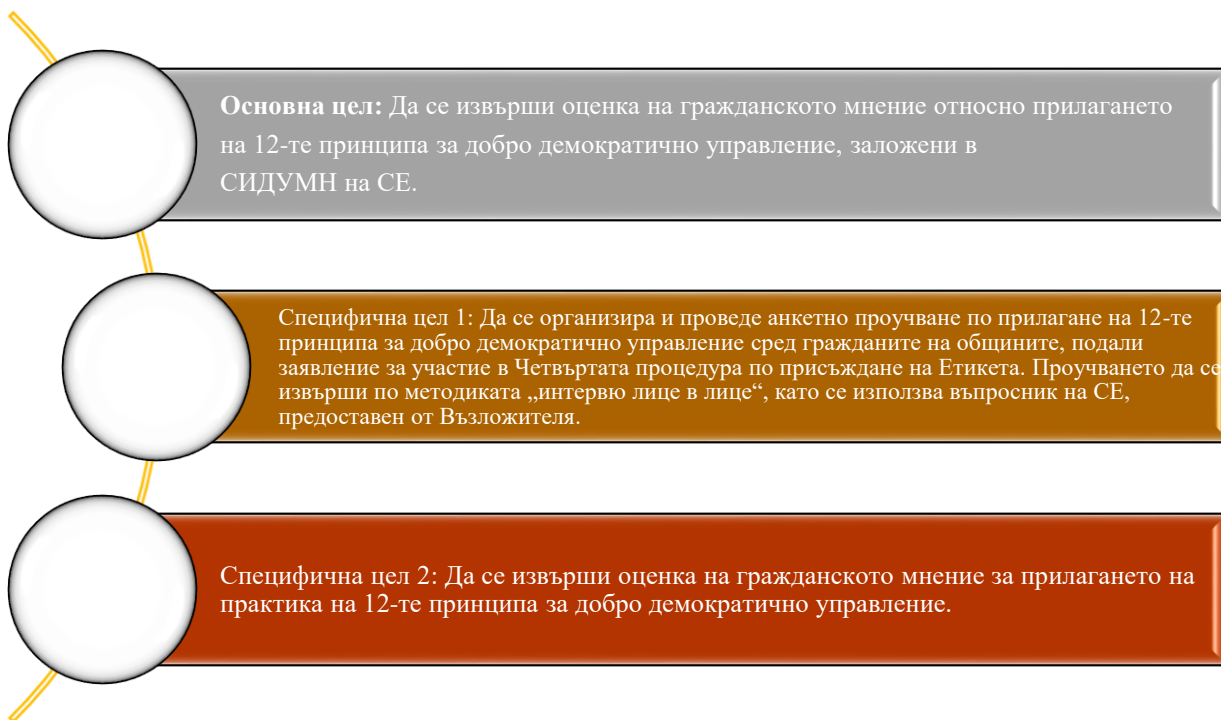 Основна цел: Да се извърши оценка на гражданското мнение относно прилагането
на 12-те принципа за добро демократично управление, заложени в
СИДУМН на СЕ.
Специфична цел 1: Да се организира и проведе анкетно проучване по прилагане на 12-те
принципа за добро демократично управление сред гражданите на общините, подали
заявление за участие в Четвъртата процедура по присъждане на Етикета. Проучването да се
извърши по методиката „интервю лице в лице“, като се използва въпросник на СЕ,
предоставен от Възложителя.
Специфична цел 2: Да се извърши оценка на гражданското мнение за прилагането на
практика на 12-те принципа за добро демократично управление.